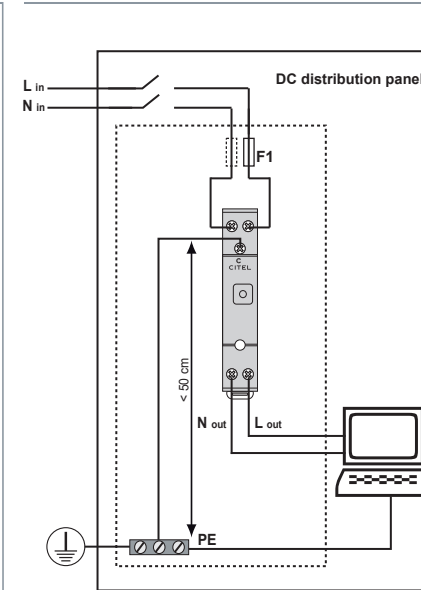 DC distribution panel
L in
N in
F1
C
CITEL
< 50 cm
N out
L out
PE